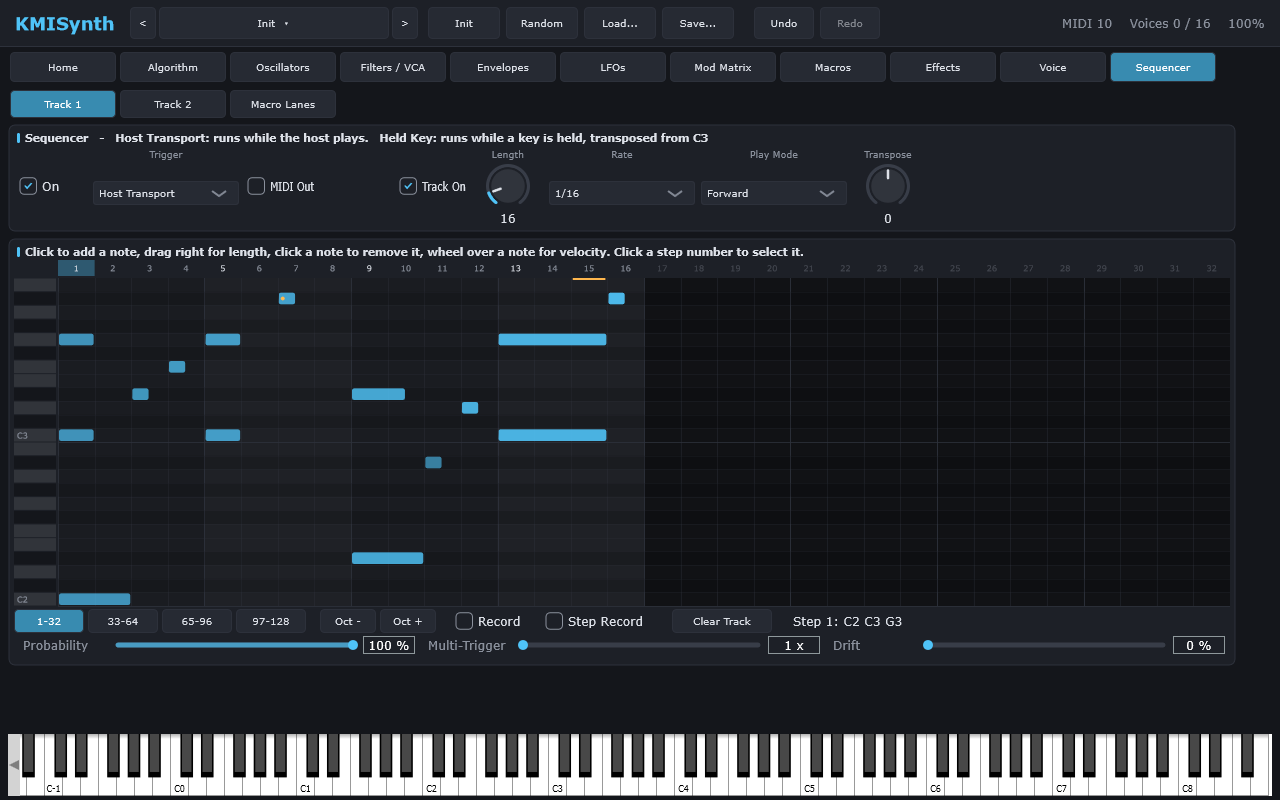 KMISynth < Init > Init Random Load... Save... Undo Redo MIDI 10 Voices 0 / 16 100%
Home Algorithm Oscillators Filters / VCA Envelopes LFOs Mod Matrix Macros Effects Voice Sequencer
Track 1 Track 2 Macro Lanes
Sequencer - Host Transport: runs while the host plays. Held Key: runs while a key is held, transposed from C3
Trigger Length Rate Play Mode Transpose
On Host Transport MIDI Out Track On 1/16 Forward
16 0
Click to add a note, drag right for length, click a note to remove it, wheel over a note for velocity. Click a step number to select it.
1 2 3 4 5 6 7 8 9 10 11 12 13 14 15 16 17 18 19 20 21 22 23 24 25 26 27 28 29 30 31 32
C3
C2
1-32 33-64 65-96 97-128 Oct - Oct + Record Step Record Clear Track Step 1: C2 C3 G3
Probability 100 % Multi-Trigger 1 x Drift 0 %
C-1 C0 C1 C2 C3 C4 C5 C6 C7 C8